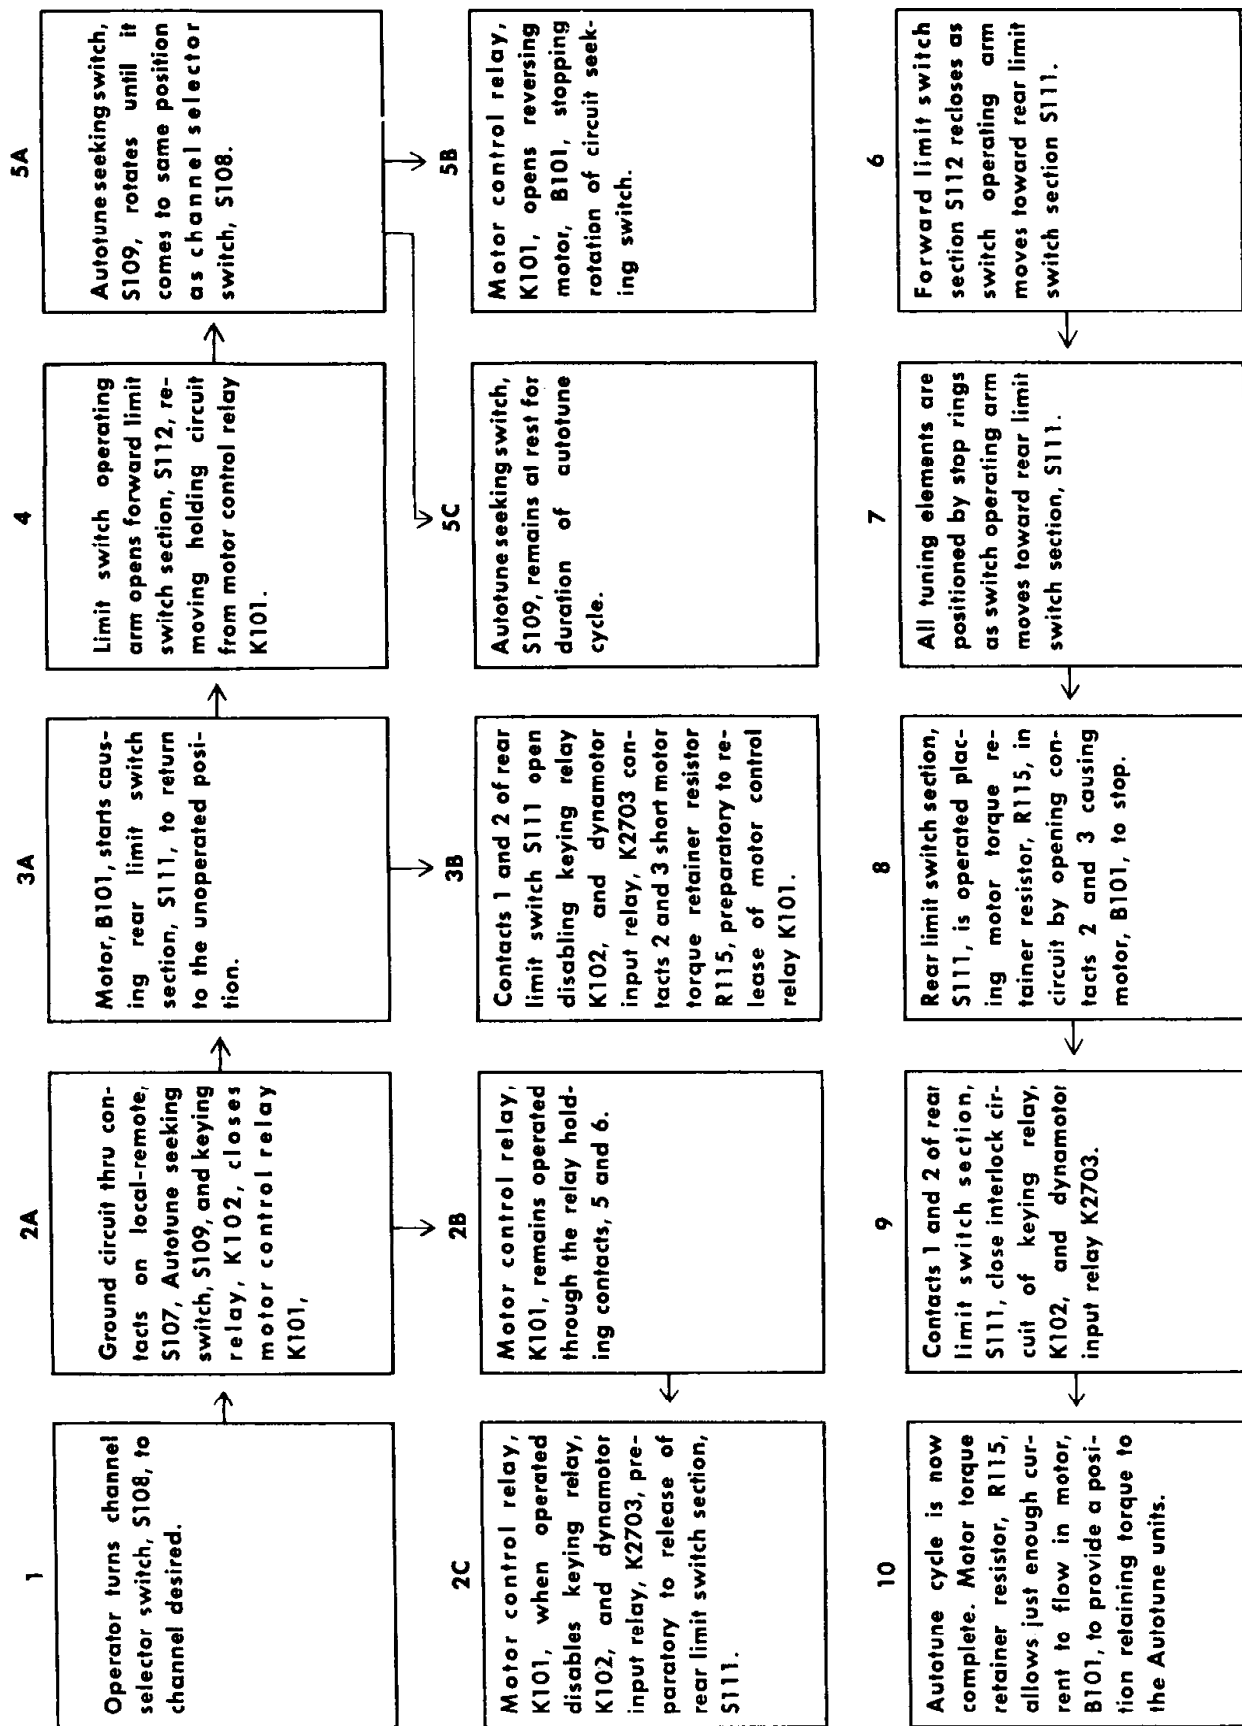 1
Operator turns channel
selector switch, S108, to
channel desired.
2A
Ground circuit thru con-
tacts on local-remote,
S107, Autotune seeking
switch, S109, and keying
relay, K102, closes
motor control relay
K101,
3A
Motor, B101, starts caus-
ing rear limit switch
section, S111, to return
to the unoperated posi-
tion.
4
Limit switch operating
arm opens forward limit
switch section, S112, re-
moving holding circuit
from motor control relay
K101.
5A
Autotune seeking switch,
S109, rotates until it
comes to same position
as channel selector
switch, S108.
2C
Motor control relay,
K101, when operated
disables keying relay,
K102, and dynamotor
input relay, K2703, pre-
paratory to release of
rear limit switch section,
S111.
2B
Motor control relay,
K101, remains operated
through the relay hold-
ing contacts, 5 and 6.
3B
Contacts 1 and 2 of rear
limit switch S111 open
disabling keying relay
K102, and dynamotor
input relay, K2703 con-
tacts 2 and 3 short motor
torque retainer resistor
R115, preparatory to re-
lease of motor control
relay K101.
5C
Autotune seeking switch,
S109, remains at rest for
duration of autotune
cycle.
5B
Motor control relay,
K101, opens reversing
motor, B101, stopping
rotation of circuit seek-
ing switch.
6
Forward limit switch
section S112 recloses as
switch operating arm
moves toward rear limit
switch section S111.
7
All tuning elements are
positioned by stop rings
as switch operating arm
moves toward rear limit
switch section, S111.
8
Rear limit switch section,
S111, is operated plac-
ing motor torque re-
tainer resistor, R115, in
circuit by opening con-
tacts 2 and 3 causing
motor, B101, to stop.
9
Contacts 1 and 2 of rear
limit switch section,
S111, close interlock cir-
cuit of keying relay,
K102, and dynamotor
input relay K2703.
10
Autotune cycle is now
complete. Motor torque
retainer resistor, R115,
allows just enough cur-
rent to flow in motor,
B101, to provide a posi-
tion retaining torque to
the Autotune units.